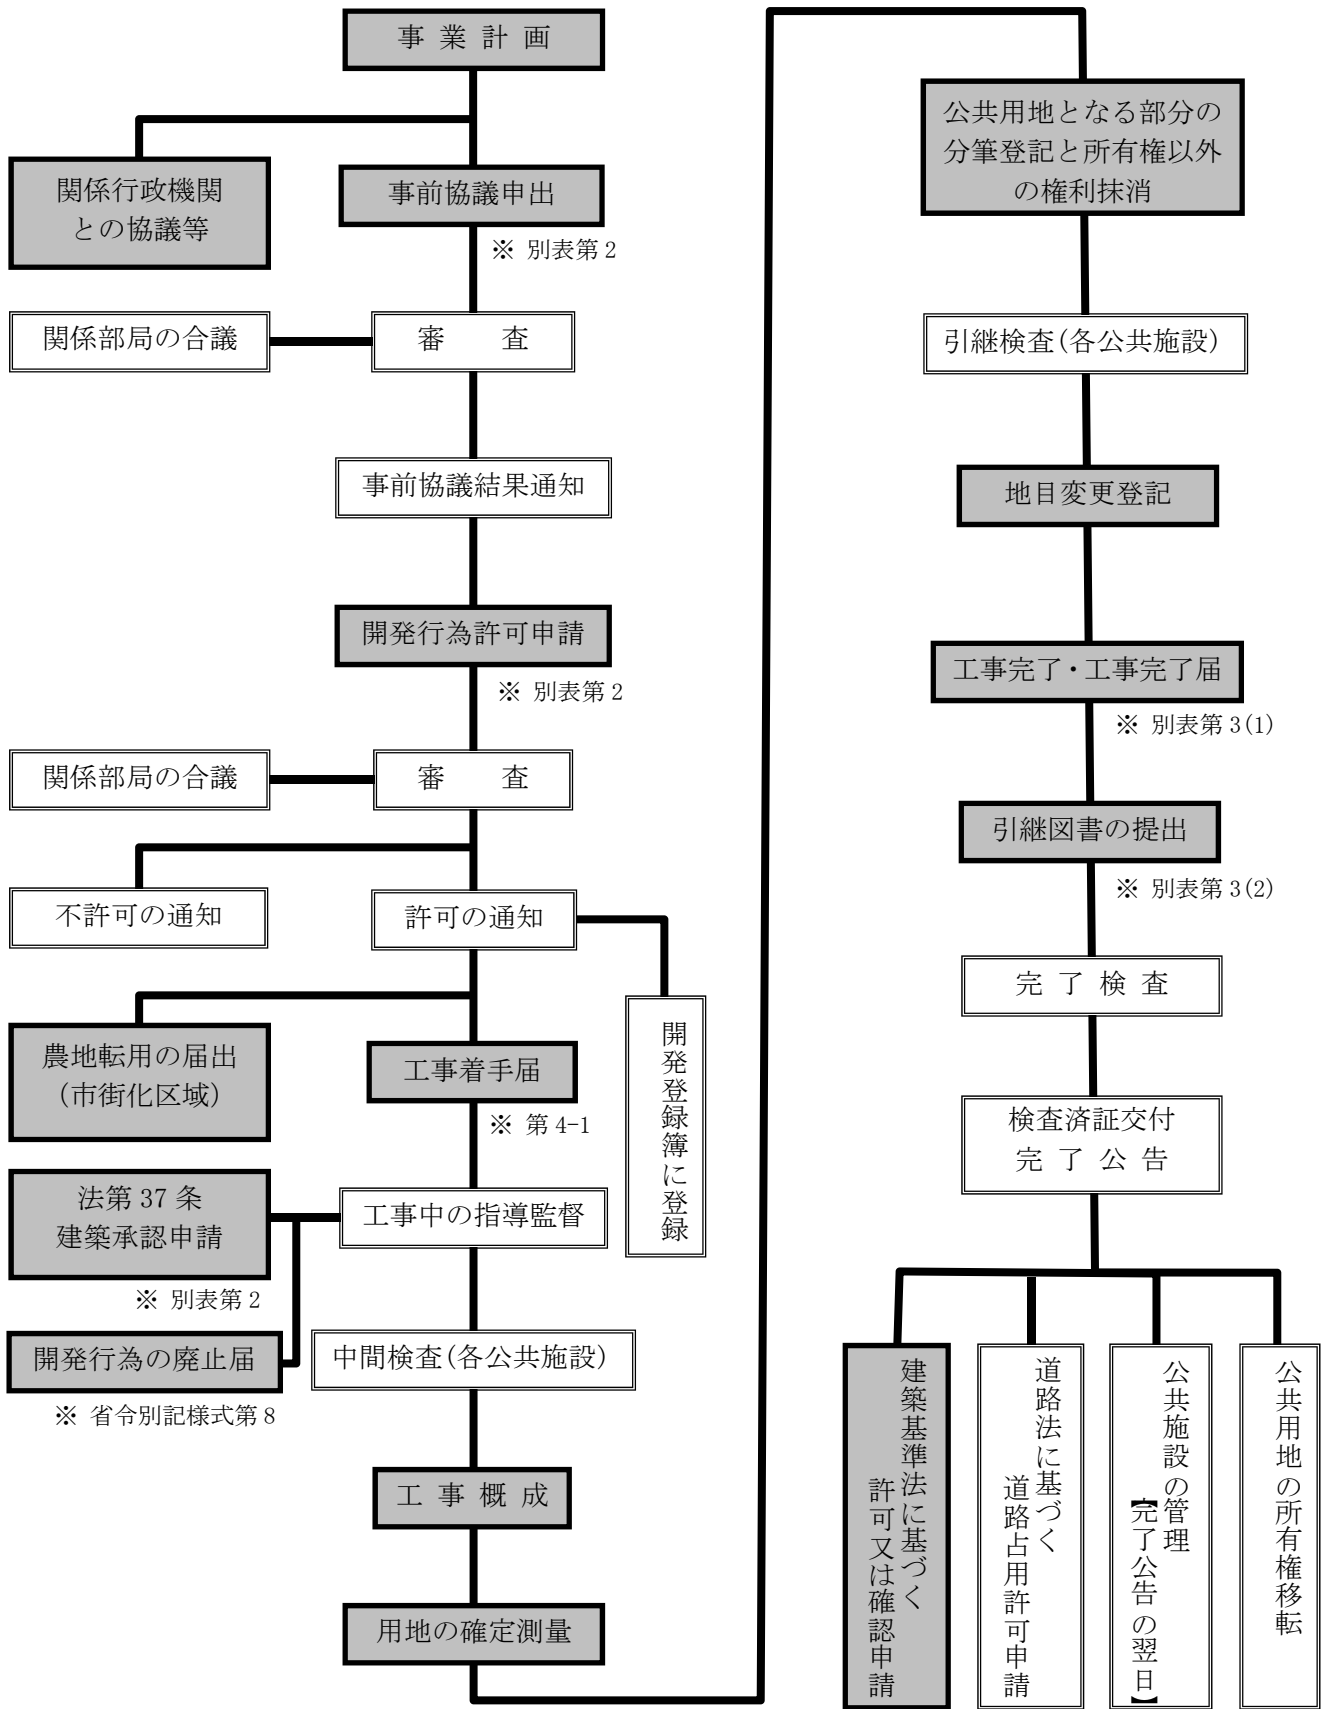 事 業 計 画
関係行政機関
との協議等
事前協議申出
※ 別表第２
関係部局の合議
審　　査
事前協議結果通知
開発行為許可申請
※ 別表第２
関係部局の合議
審　　査
不許可の通知
許可の通知
開発登録簿に登録
農地転用の届出
（市街化区域）
工事着手届
※ 第 4-1
法第 37 条
建築承認申請
※ 別表第２
工事中の指導監督
開発行為の廃止届
※ 省令別記様式第８
中間検査（各公共施設）
工 事 概 成
用地の確定測量
公共用地となる部分の
分筆登記と所有権以外
の権利抹消
引継検査（各公共施設）
地目変更登記
工事完了・工事完了届
※ 別表第３(1)
引継図書の提出
※ 別表第３(2)
完 了 検 査
検査済証交付
完 了 公 告
建築基準法に基づく
許可又は確認申請
道路法に基づく
道路占用許可申請
公共施設の管理
【完了公告の翌日】
公共用地の所有権移転